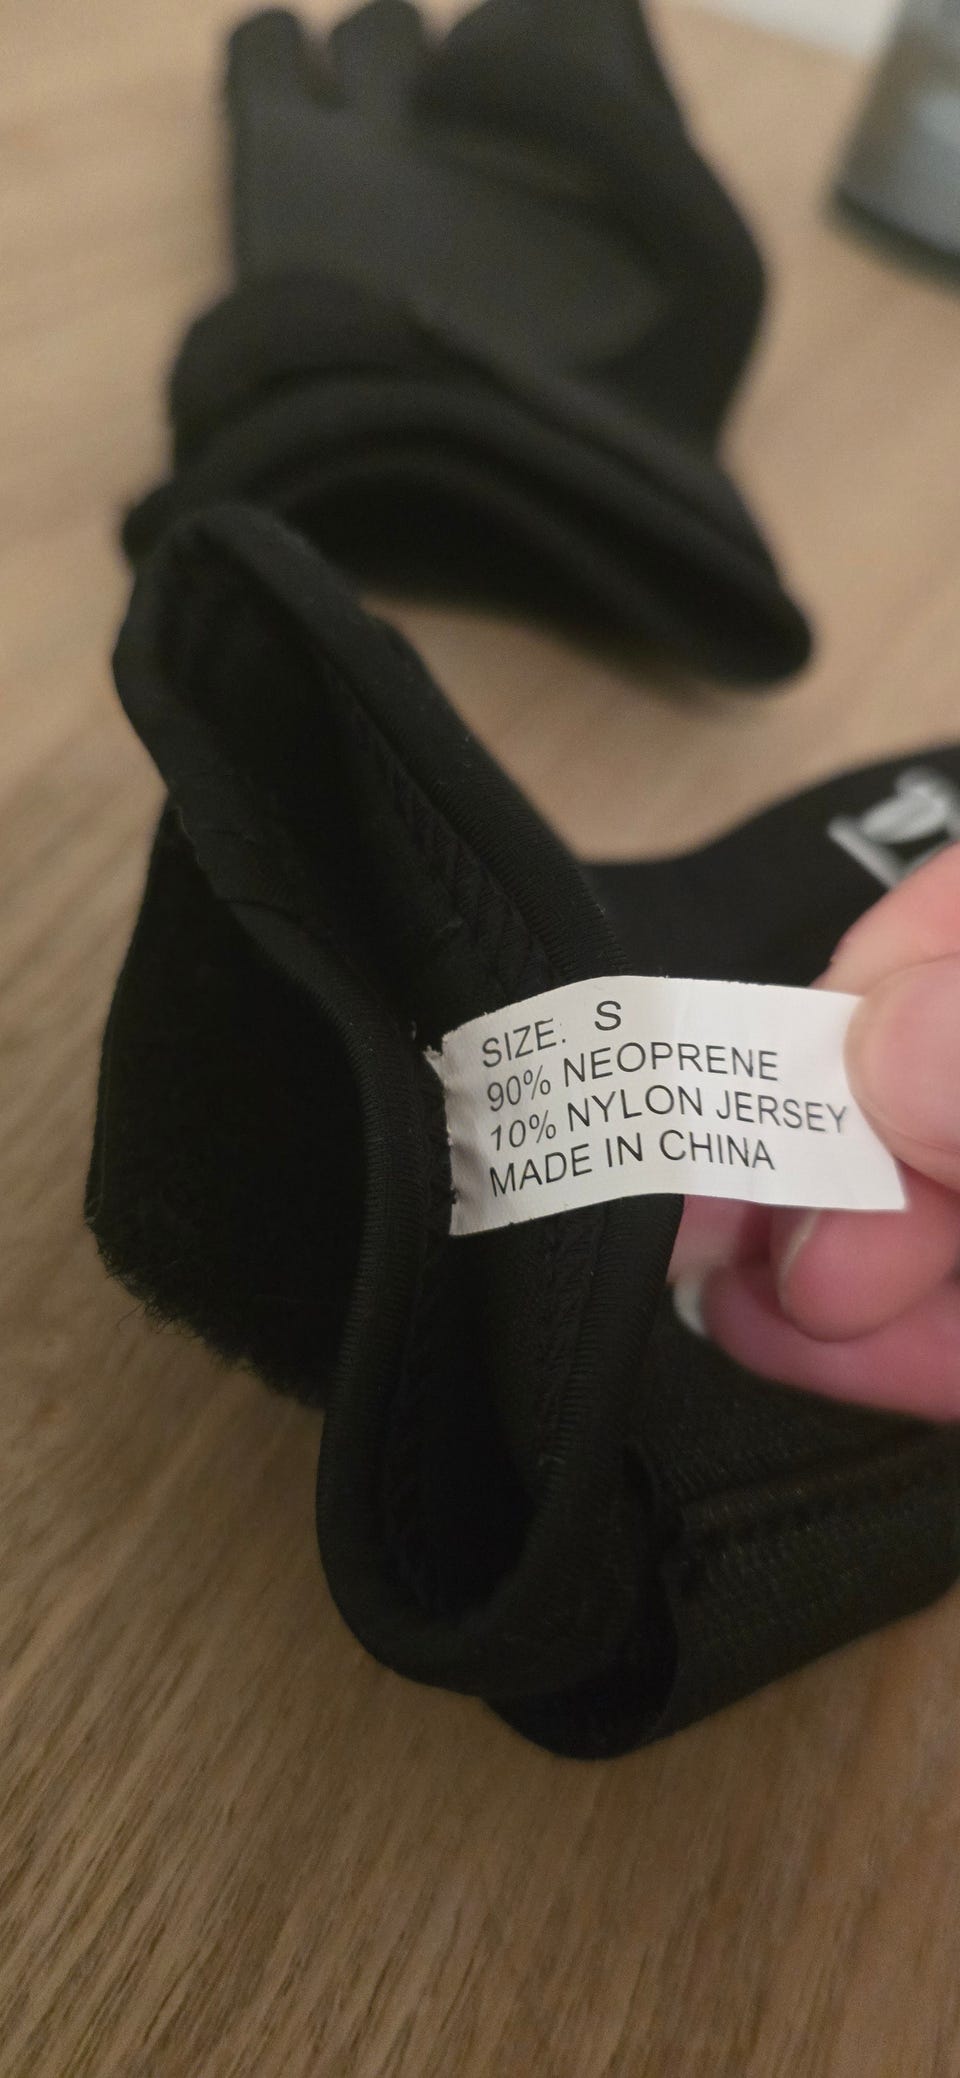 SIZE: S
90% NEOPRENE
10% NYLON JERSEY
MADE IN CHINA